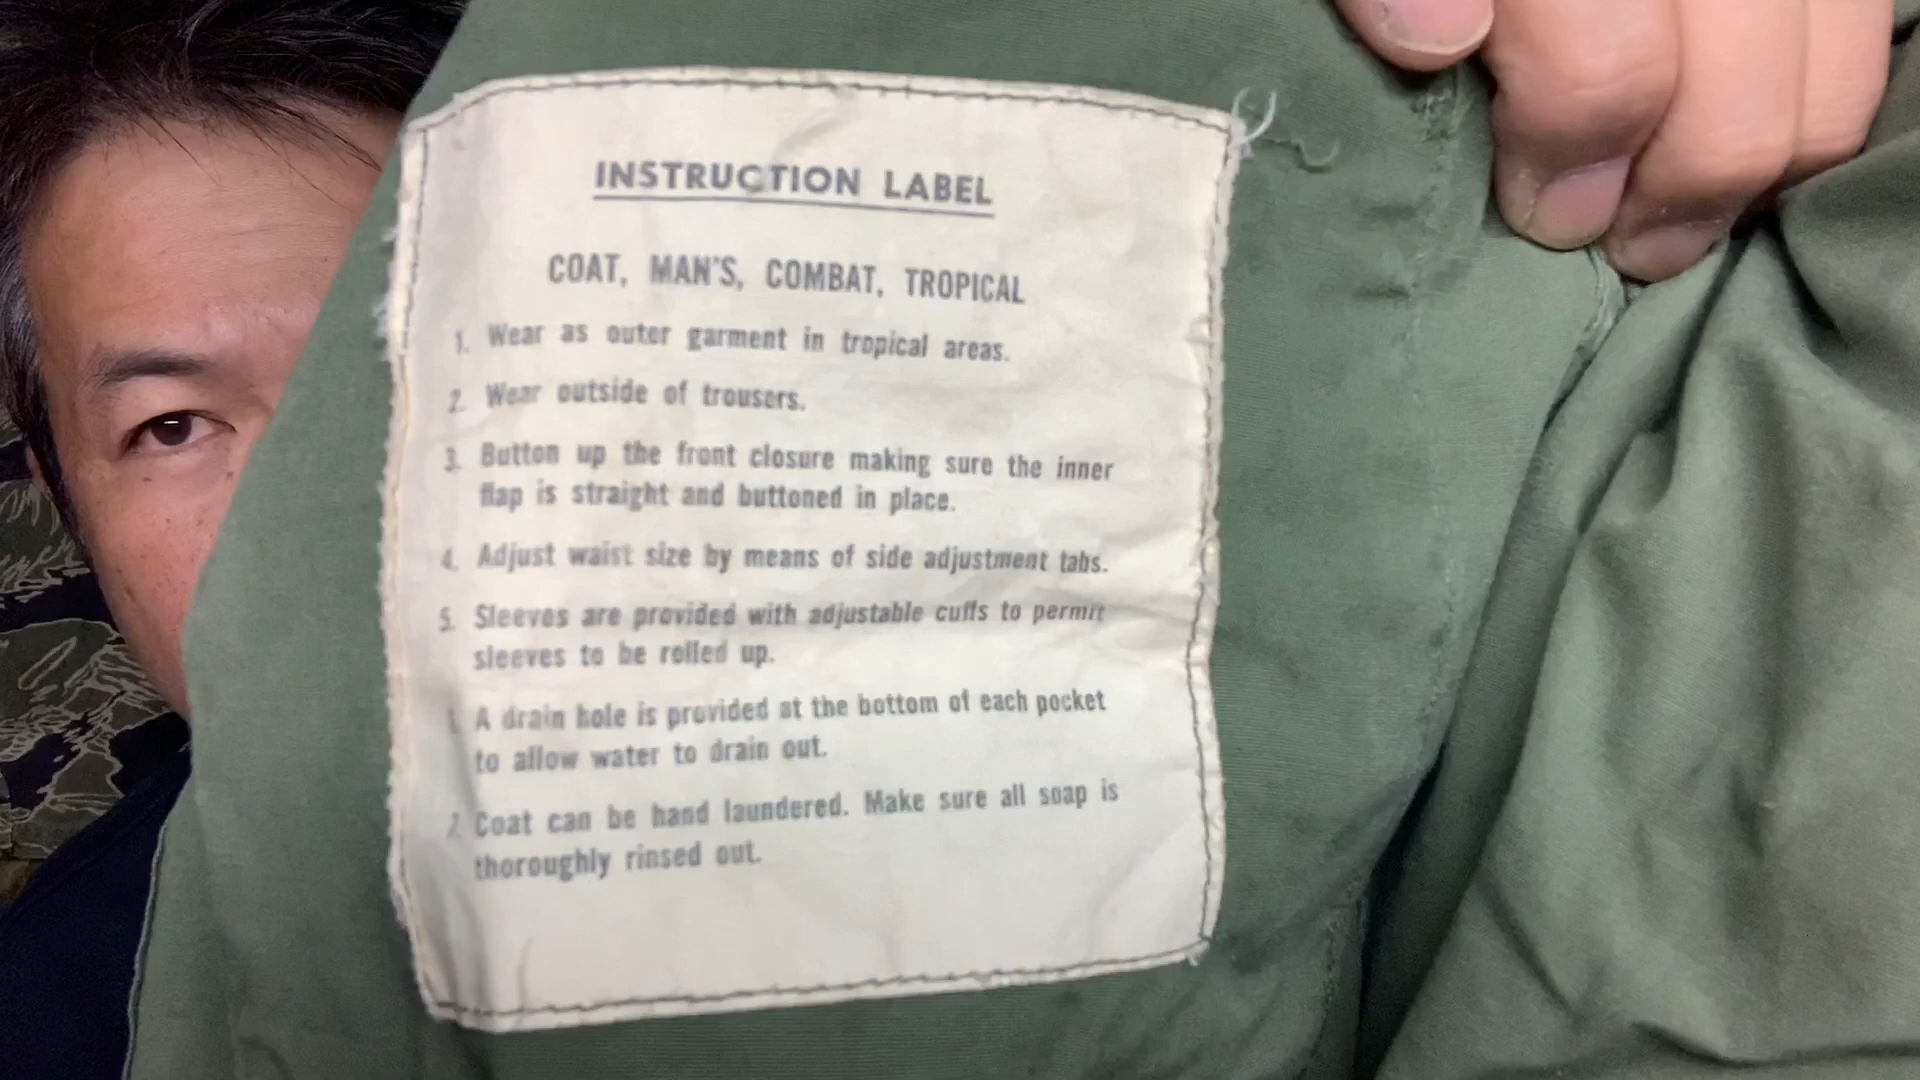 INSTRUCTION LABEL
COAT, MAN'S, COMBAT, TROPICAL
1. Wear as outer garment in tropical areas.
2. Wear outside of trousers.
3. Button up the front closure making sure the inner
flap is straight and buttoned in place.
4. Adjust waist size by means of side adjustment tabs.
5. Sleeves are provided with adjustable cuffs to permit
sleeves to be rolled up.
A drain hole is provided at the bottom of each pocket
to allow water to drain out.
7. Coat can be hand laundered. Make sure all soap is
thoroughly rinsed out.